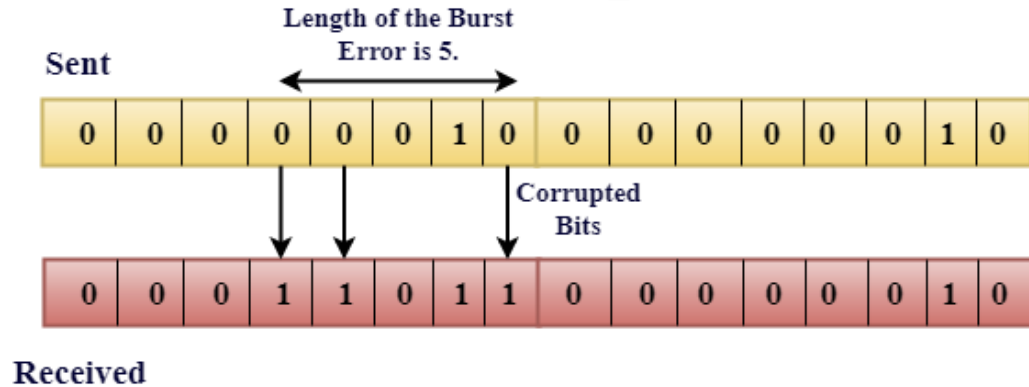 Length of the Burst
Error is 5.
Sent
0 0 0 0 0 0 1 0 0 0 0 0 0 0 1 0
Corrupted
Bits
0 0 0 1 1 0 1 1 0 0 0 0 0 0 1 0
Received